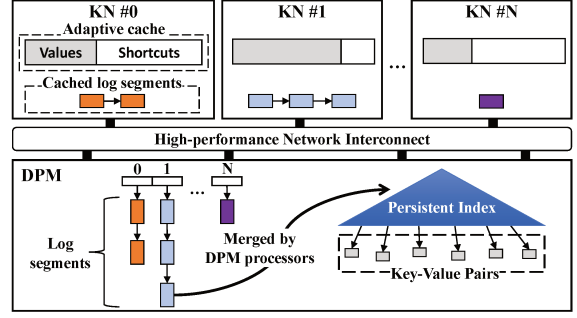 KN #0
KN #1
KN #N
Adaptive cache
Values
Shortcuts
...
Cached log segments
High-performance Network Interconnect
DPM
0
1
...
N
Log
segments
Merged by
DPM processors
Persistent Index
Key-Value Pairs